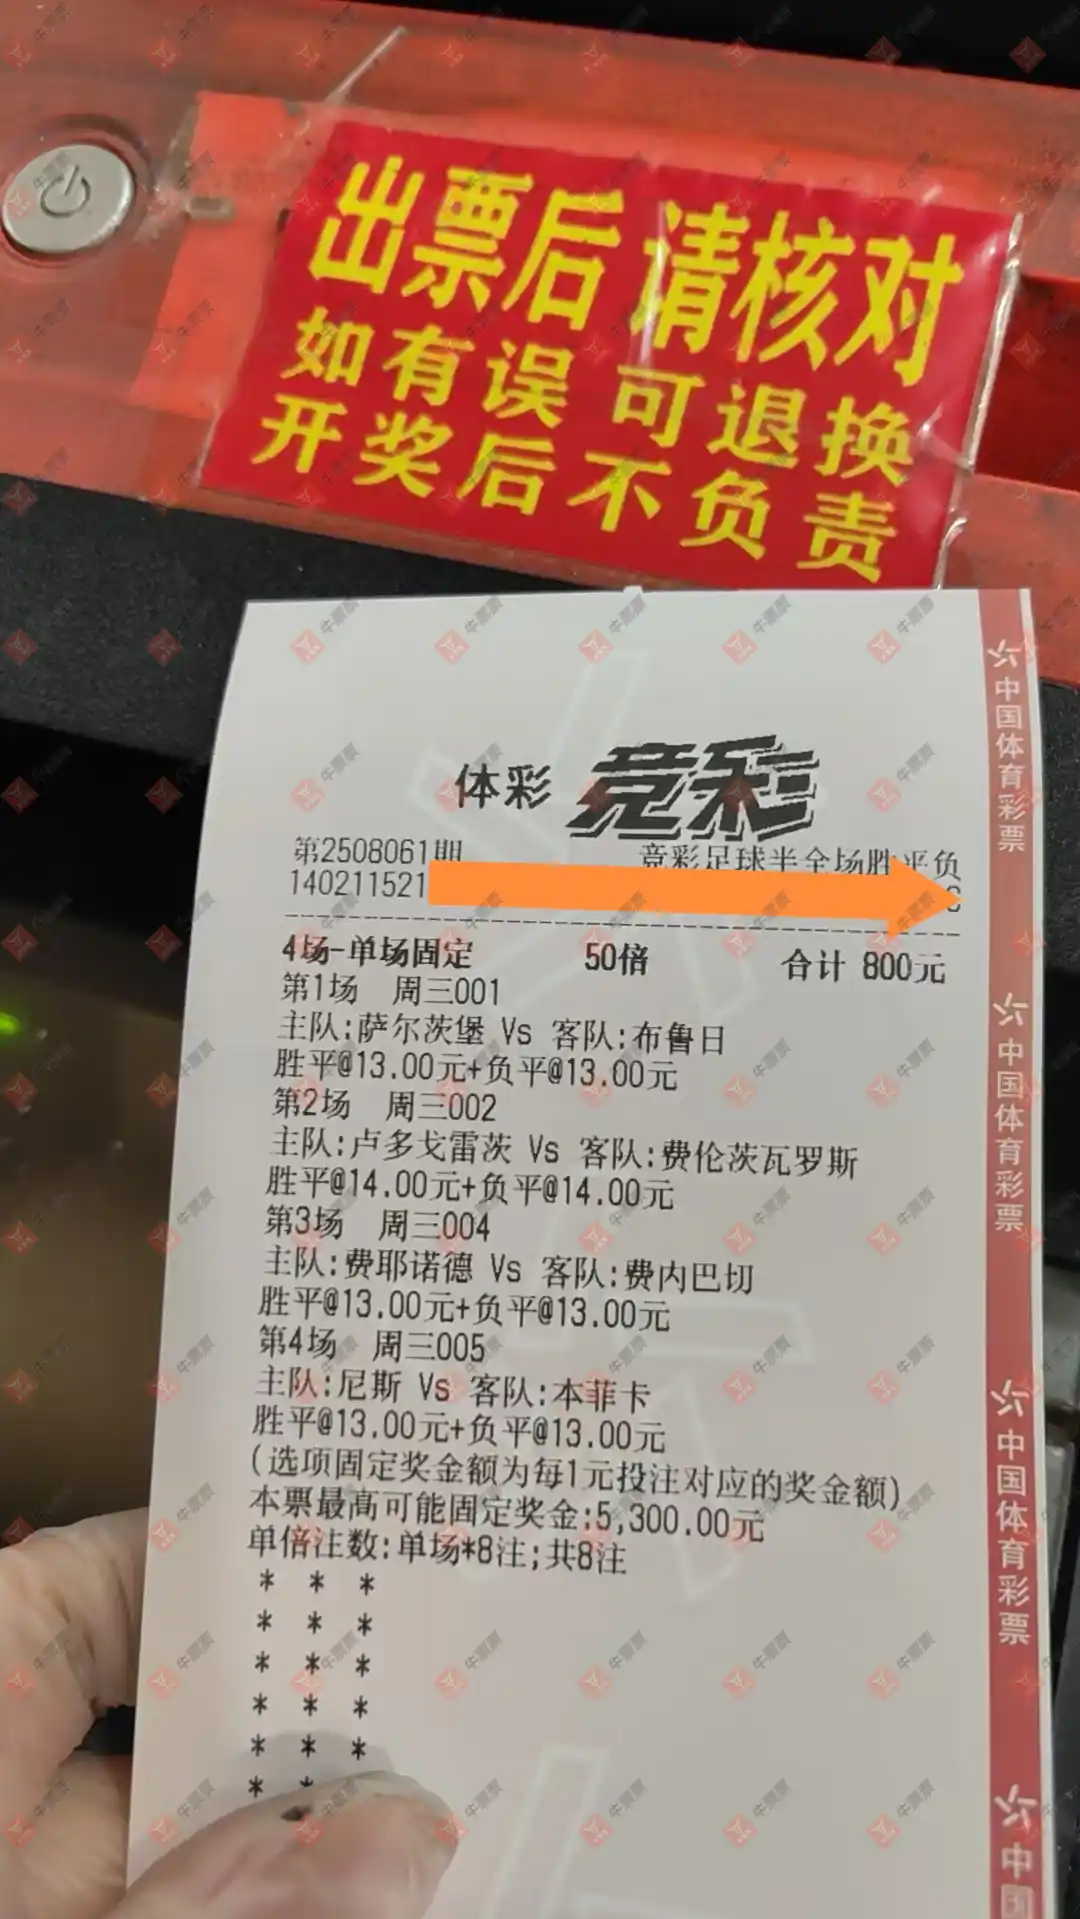 出票后 请核对
如有误 可退换
开奖后不负责
体彩 竞彩
第2508061期 竞彩足球半全场胜平负
140211521
4场-单场固定 50倍 合计 800元
第1场 周三001
主队:萨尔茨堡 Vs 客队:布鲁日
胜平@13.00元+负平@13.00元
第2场 周三002
主队:卢多戈雷茨 Vs 客队:费伦茨瓦罗斯
胜平@14.00元+负平@14.00元
第3场 周三004
主队:费耶诺德 Vs 客队:费内巴切
胜平@13.00元+负平@13.00元
第4场 周三005
主队:尼斯 Vs 客队:本菲卡
胜平@13.00元+负平@13.00元
(选项固定奖金额为每1元投注对应的奖金额)
本票最高可能固定奖金:5,300.00元
单倍注数:单场*8注;共8注
* * *
* * *
* * *
* * *
* * *
* *
中国体育彩票
中国体育彩票
中国体育彩票
中国
牛票票